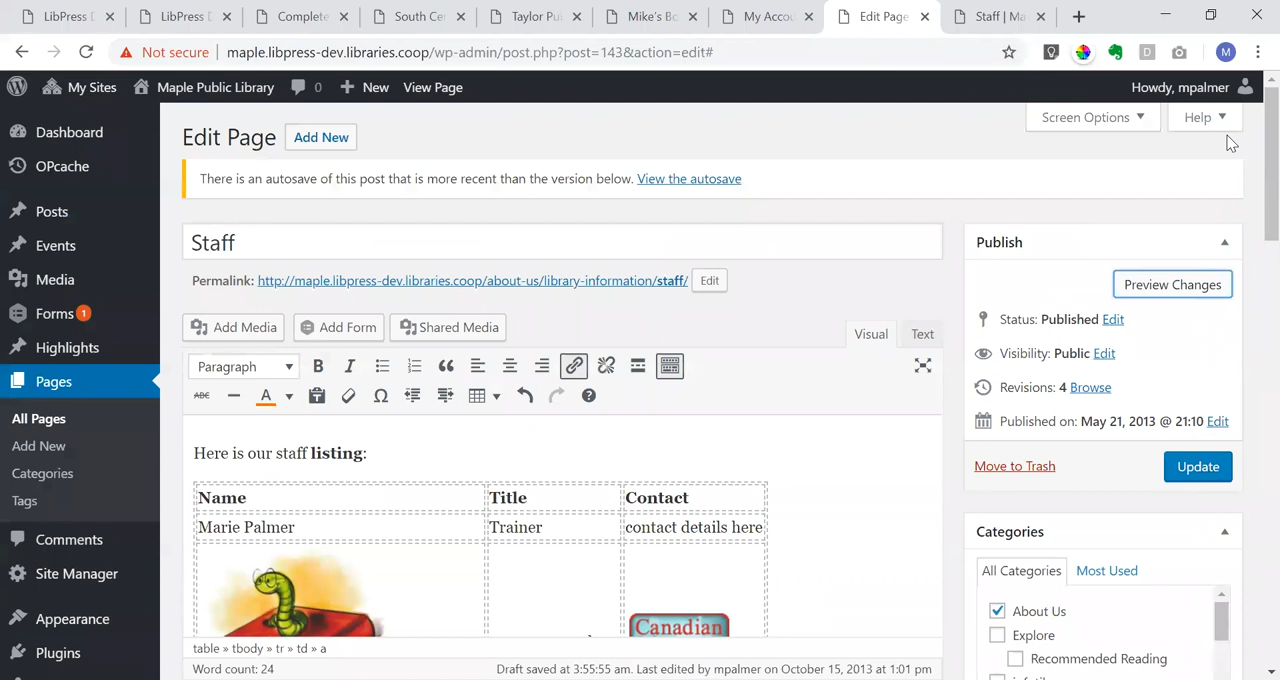 LibPress D
LibPress D
Complete
South Cer
Taylor Pu
Mike's Bo
My Accou
Edit Page
Staff | Ma
Not secure
maple.libpress-dev.libraries.coop/wp-admin/post.php?post=143&action=edit#
D
M
My Sites
Maple Public Library
0
New
View Page
Howdy, mpalmer
Dashboard
OPcache
Posts
Events
Media
Forms 1
Highlights
Pages
All Pages
Add New
Categories
Tags
Comments
Site Manager
Appearance
Plugins
Screen Options
Help
Edit Page
Add New
There is an autosave of this post that is more recent than the version below. View the autosave
Staff
Permalink: http://maple.libpress-dev.libraries.coop/about-us/library-information/staff/ Edit
Add Media
Add Form
Shared Media
Visual
Text
Paragraph
B
I
ABC
A
Ω
Here is our staff listing:
Name Title Contact
Marie Palmer Trainer contact details here
Canadian
table » tbody » tr » td » a
Word count: 24
Draft saved at 3:55:55 am. Last edited by mpalmer on October 15, 2013 at 1:01 pm
Publish
Preview Changes
Status: Published Edit
Visibility: Public Edit
Revisions: 4 Browse
Published on: May 21, 2013 @ 21:10 Edit
Move to Trash
Update
Categories
All Categories
Most Used
About Us
Explore
Recommended Reading